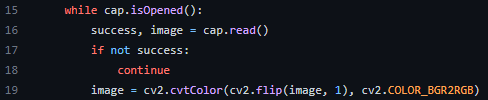 15 while cap.isOpened():
16 success, image = cap.read()
17 if not success:
18 continue
19 image = cv2.cvtColor(cv2.flip(image, 1), cv2.COLOR_BGR2RGB)